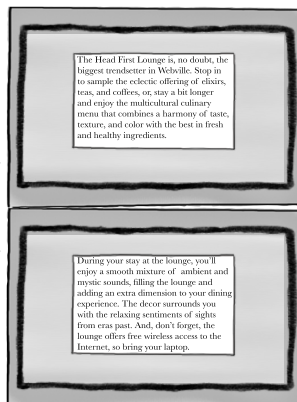 The Head First Lounge is, no doubt, the
biggest trendsetter in Webville. Stop in
to sample the eclectic offering of elixirs,
teas, and coffees, or, stay a bit longer
and enjoy the multicultural culinary
menu that combines a harmony of taste,
texture, and color with the best in fresh
and healthy ingredients.
During your stay at the lounge, you'll
enjoy a smooth mixture of ambient and
mystic sounds, filling the lounge and
adding an extra dimension to your dining
experience. The decor surrounds you
with the relaxing sentiments of sights
from eras past. And, don't forget, the
lounge offers free wireless access to the
Internet, so bring your laptop.